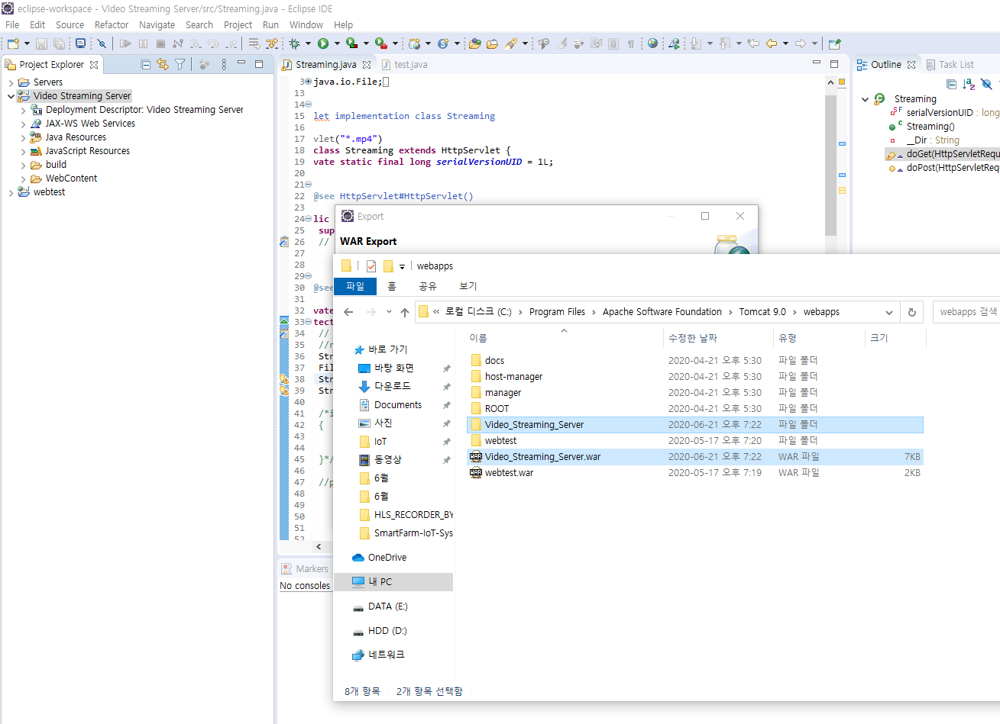 eclipse-workspace - Video Streaming Server/src/Streaming.java - Eclipse IDE
File Edit Source Refactor Navigate Search Project Run Window Help
Project Explorer
Servers
Video Streaming Server
Deployment Descriptor: Video Streaming Server
JAX-WS Web Services
Java Resources
JavaScript Resources
build
WebContent
webtest
Streaming.java
test.java
3 java.io.File;
13
14
15 let implementation class Streaming
16
17 vlet("*.mp4")
18 class Streaming extends HttpServlet {
19 vate static final long serialVersionUID = 1L;
20
21
22 @see HttpServlet#HttpServlet()
23
24 lic
25 sup
26 //
27
28
29
30 @see
31
32 vate
33 tect
34 //
35 //r
36 Str
37 Fil
38 Str
39 Str
40
41 /*i
42 {
43
44
45 }*/
46
47 //p
48
49
50
51
52
Markers
No consoles
Outline
Task List
Streaming
serialVersionUID : long
Streaming()
__Dir : String
doGet(HttpServletRequ
doPost(HttpServletReq
Export
WAR Export
webapps
파일 홈 공유 보기
« 로컬 디스크 (C:) › Program Files › Apache Software Foundation › Tomcat 9.0 › webapps
webapps 검색
바로 가기
바탕 화면
다운로드
Documents
사진
IoT
동영상
6월
6월
HLS_RECORDER_BY
SmartFarm-IoT-Sys
OneDrive
내 PC
DATA (E:)
HDD (D:)
네트워크
이름 수정한 날짜 유형 크기
docs 2020-04-21 오후 5:30 파일 폴더
host-manager 2020-04-21 오후 5:30 파일 폴더
manager 2020-04-21 오후 5:30 파일 폴더
ROOT 2020-04-21 오후 5:30 파일 폴더
Video_Streaming_Server 2020-06-21 오후 7:22 파일 폴더
webtest 2020-05-17 오후 7:20 파일 폴더
Video_Streaming_Server.war 2020-06-21 오후 7:22 WAR 파일 7KB
webtest.war 2020-05-17 오후 7:19 WAR 파일 2KB
8개 항목 2개 항목 선택함